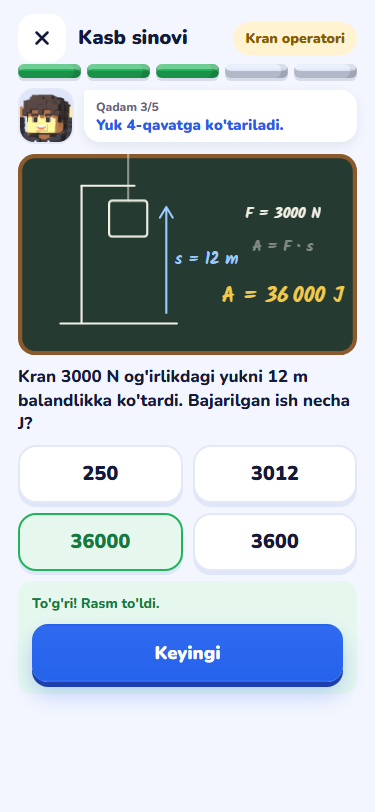 Kasb sinovi
Kran operatori
Qadam 3/5
Yuk 4-qavatga ko'tariladi.
F = 3000 N
A = F · s
s = 12 m
A = 36 000 J
Kran 3000 N og'irlikdagi yukni 12 m
balandlikka ko'tardi. Bajarilgan ish necha
J?
250
3012
36000
3600
To'g'ri! Rasm to'ldi.
Keyingi